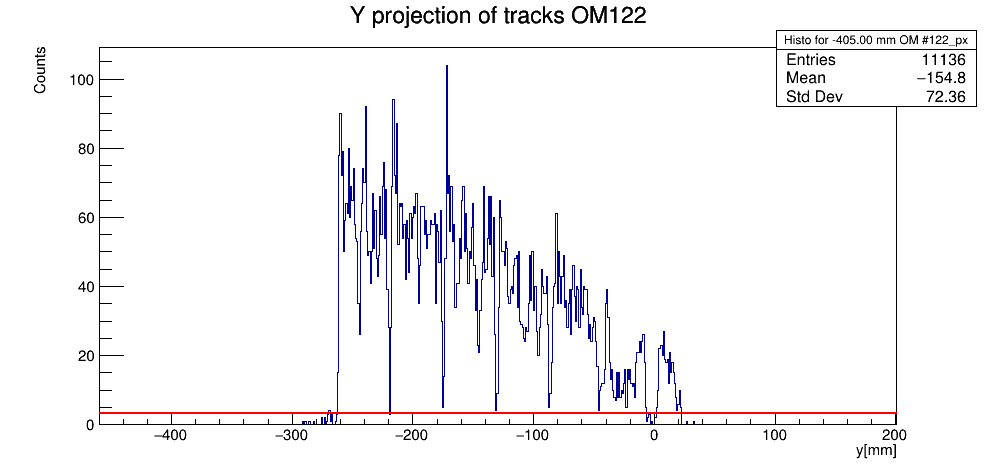 Y projection of tracks OM122
Histo for -405.00 mm OM #122_px
Entries 11136
Mean −154.8
Std Dev 72.36
Counts
100
80
60
40
20
0
−400 −300 −200 −100 0 100 200
y[mm]